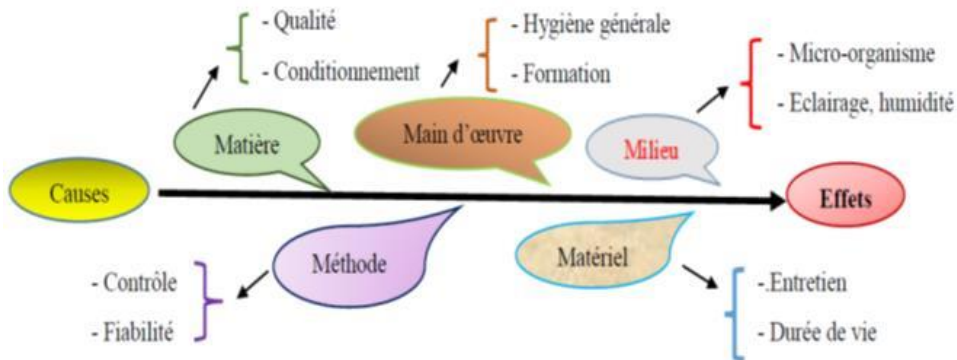 - Qualité
- Conditionnement
- Hygiène générale
- Formation
- Micro-organisme
- Eclairage, humidité
Matière
Main d’œuvre
Milieu
Causes
Effets
Méthode
Matériel
- Contrôle
- Fiabilité
-.Entretien
- Durée de vie